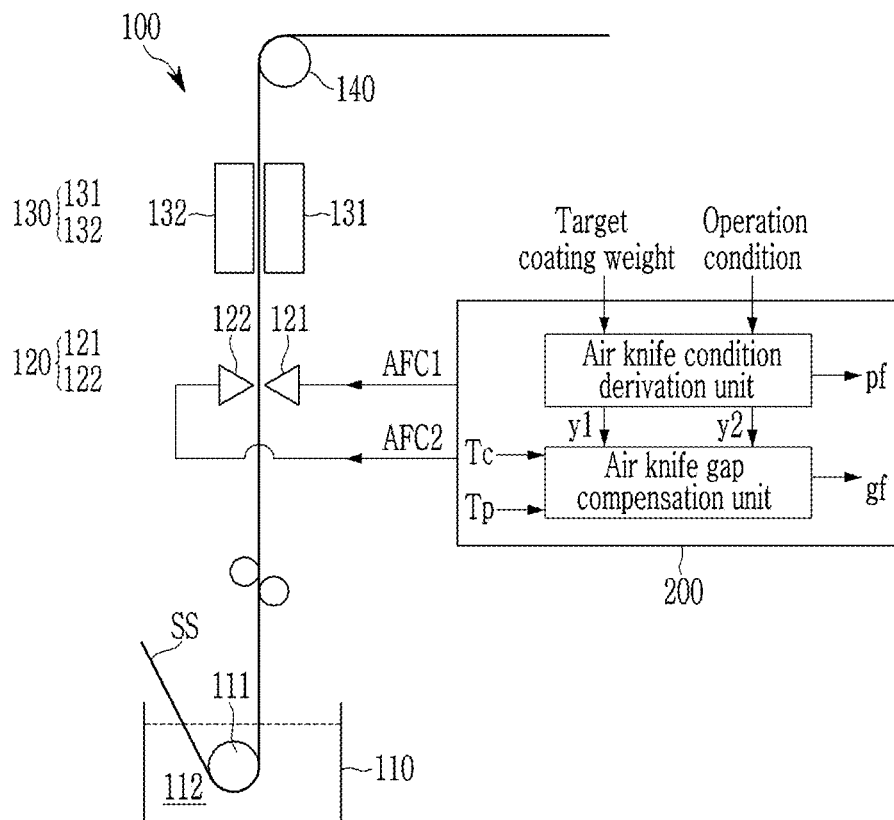 100
140
130
131
132
132
131
Target
coating weight
Operation
condition
122
121
120
121
122
AFC1
Air knife condition
derivation unit
pf
y1
y2
AFC2
Tc
Air knife gap
compensation unit
gf
Tp
200
SS
111
112
110